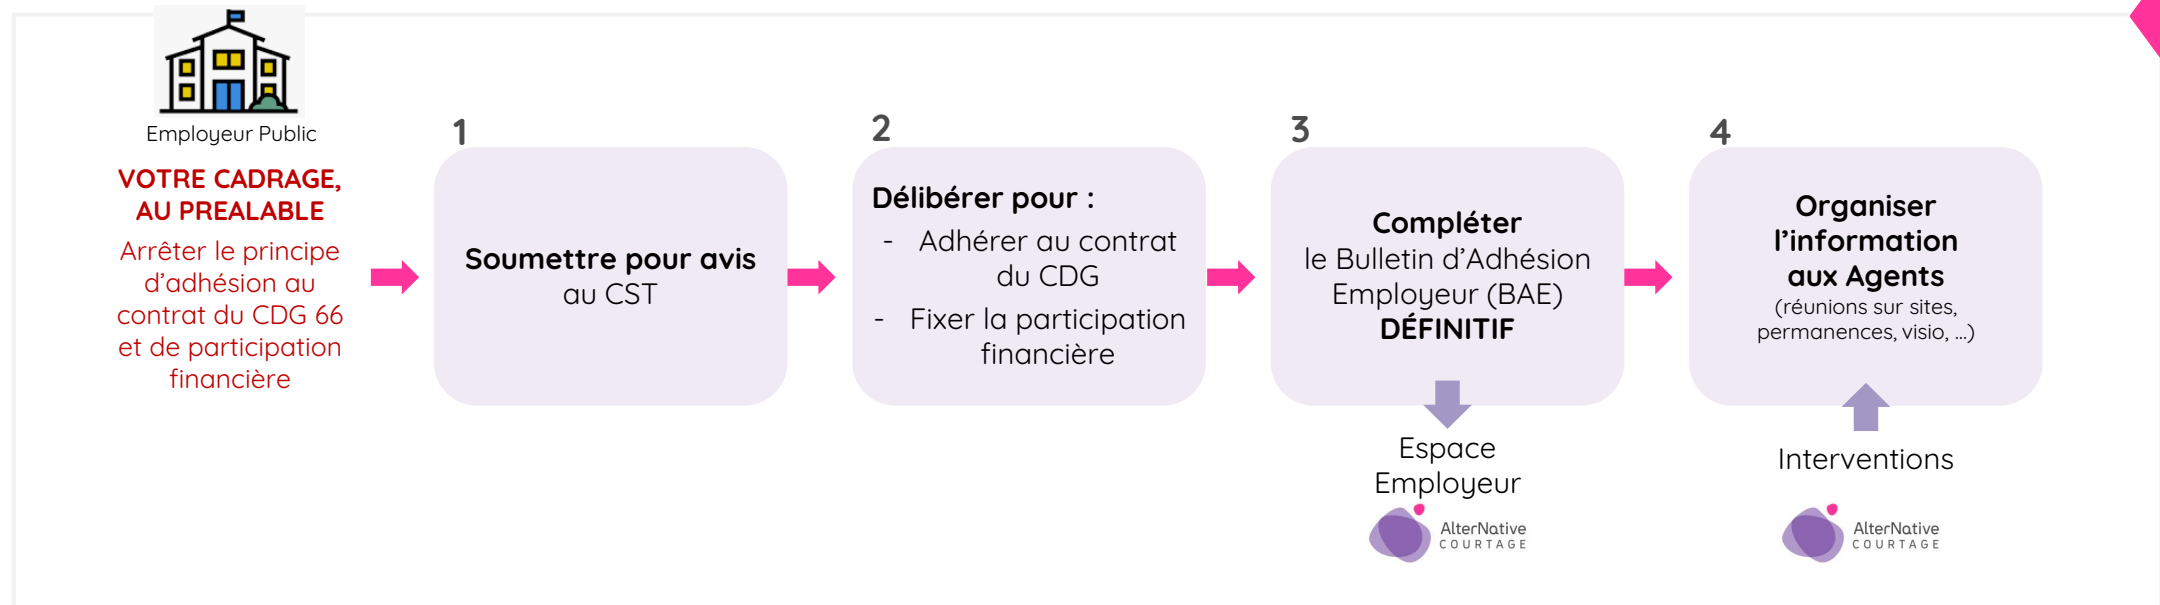 Employeur Public
VOTRE CADRAGE,
AU PREALABLE
Arrêter le principe
d'adhésion au
contrat du CDG 66
et de participation
financière
1
Soumettre pour avis
au CST
2
Délibérer pour :
- Adhérer au contrat
du CDG
- Fixer la participation
financière
3
Compléter
le Bulletin d'Adhésion
Employeur (BAE)
DÉFINITIF
Espace
Employeur
AlterNative
COURTAGE
4
Organiser
l'information
aux Agents
(réunions sur sites,
permanences, visio, ...)
Interventions
AlterNative
COURTAGE